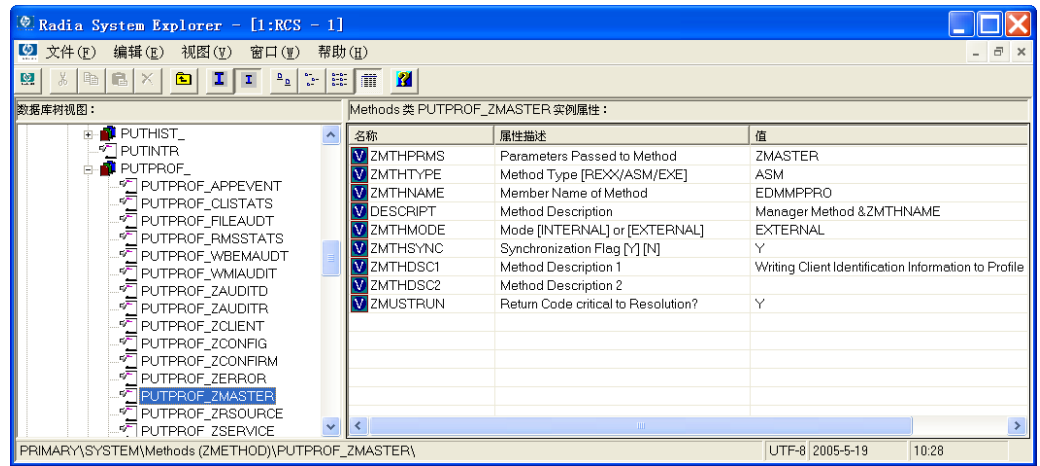 Radia System Explorer - [1:RCS - 1]
文件(F) 编辑(E) 视图(V) 窗口(W) 帮助(H)
数据库树视图：
Methods 类 PUTPROF_ZMASTER 实例属性：
PUTHIST_
PUTINTR
PUTPROF_
PUTPROF_APPEVENT
PUTPROF_CLISTATS
PUTPROF_FILEAUDT
PUTPROF_RMSSTATS
PUTPROF_WBEMAUDT
PUTPROF_WMIAUDIT
PUTPROF_ZAUDITD
PUTPROF_ZAUDITR
PUTPROF_ZCLIENT
PUTPROF_ZCONFIG
PUTPROF_ZCONFIRM
PUTPROF_ZERROR
PUTPROF_ZMASTER
PUTPROF_ZRSOURCE
PUTPROF_ZSERVICE
名称 属性描述 值
ZMTHPRMS Parameters Passed to Method ZMASTER
ZMTHTYPE Method Type [REXX/ASM/EXE] ASM
ZMTHNAME Member Name of Method EDMMPPRO
DESCRIPT Method Description Manager Method &ZMTHNAME
ZMTHMODE Mode [INTERNAL] or [EXTERNAL] EXTERNAL
ZMTHSYNC Synchronization Flag [Y] [N] Y
ZMTHDSC1 Method Description 1 Writing Client Identification Information to Profile
ZMTHDSC2 Method Description 2
ZMUSTRUN Return Code critical to Resolution? Y
PRIMARY\SYSTEM\Methods (ZMETHOD)\PUTPROF_ZMASTER\ UTF-8 2005-5-19 10:28